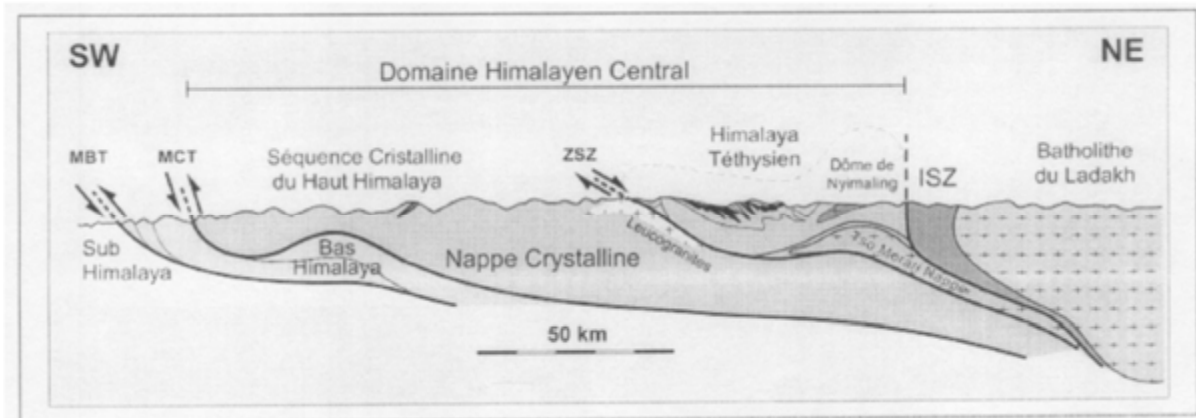 SW
NE
Domaine Himalayen Central
MBT
MCT
Séquence Cristalline
du Haut Himalaya
ZSZ
Himalaya
Téthysien
Dôme de
Nyimaling
ISZ
Batholithe
du Ladakh
Sub
Himalaya
Bas
Himalaya
Nappe Crystalline
Leucogranites
Tso Merari Nappe
50 km